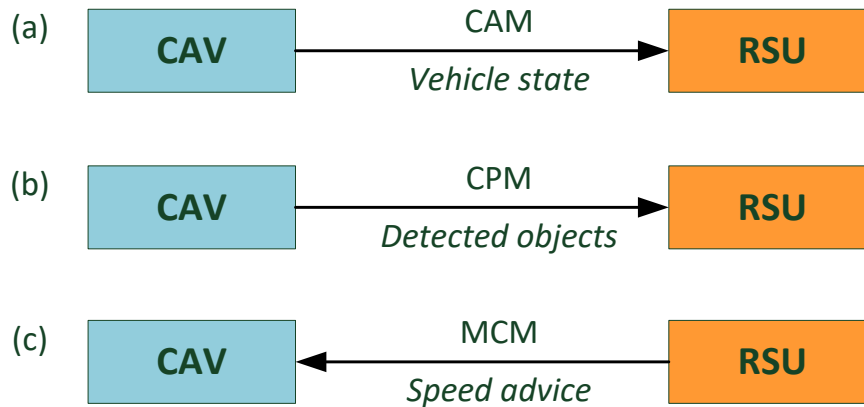 (a)
CAV
CAM
Vehicle state
RSU
(b)
CAV
CPM
Detected objects
RSU
(c)
CAV
MCM
Speed advice
RSU